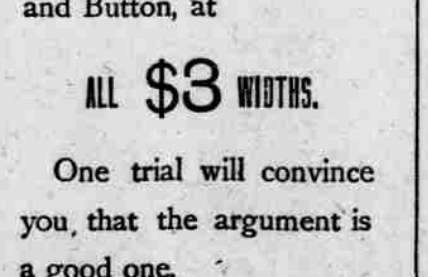 and Button, at
ALL $3 WIDTHS.
One trial will convince
you, that the argument is
a good one.